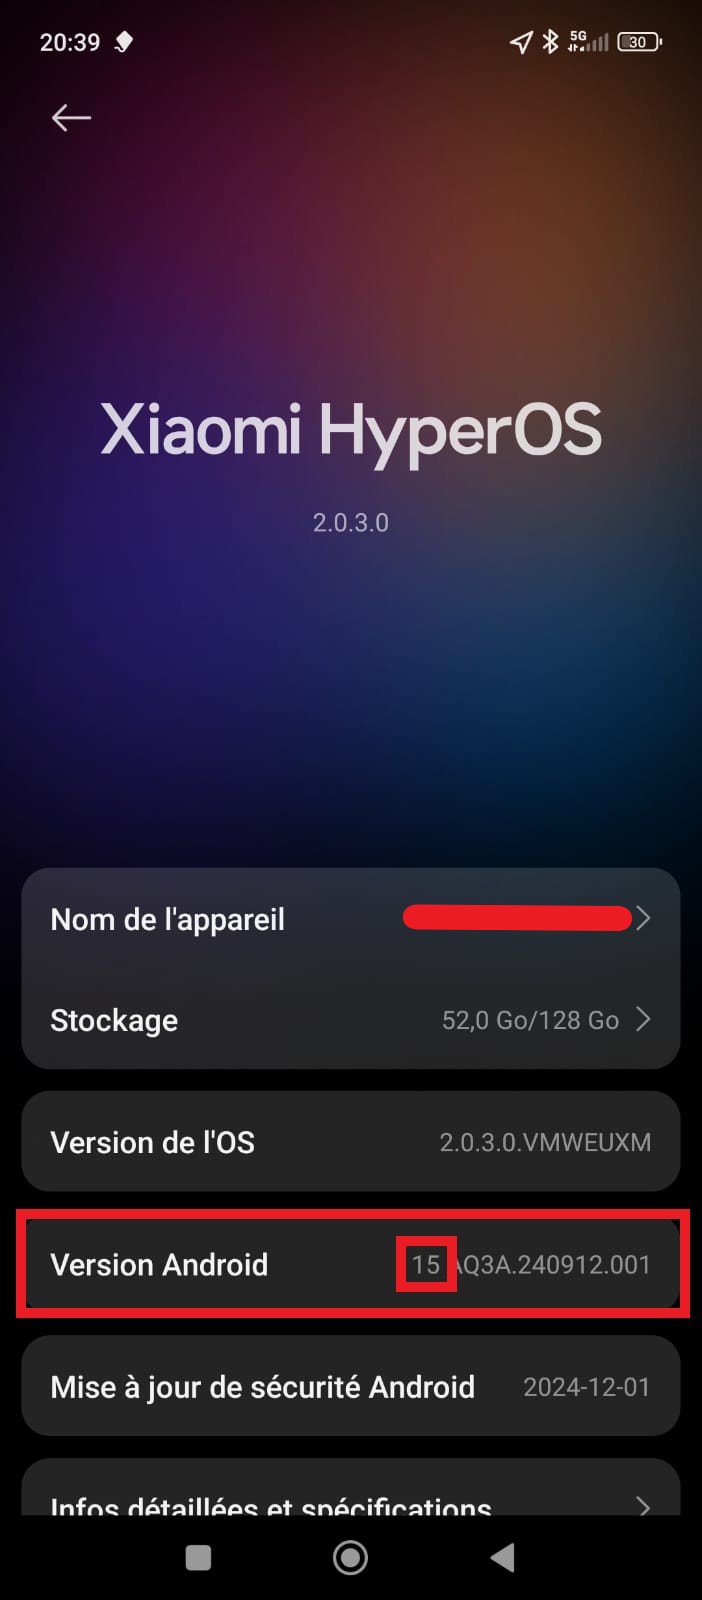 20:39 5G 30
Xiaomi HyperOS
2.0.3.0
Nom de l'appareil
Stockage 52,0 Go/128 Go
Version de l'OS 2.0.3.0.VMWEUXM
Version Android 15 AQ3A.240912.001
Mise à jour de sécurité Android 2024-12-01
Infos détaillées et spécifications